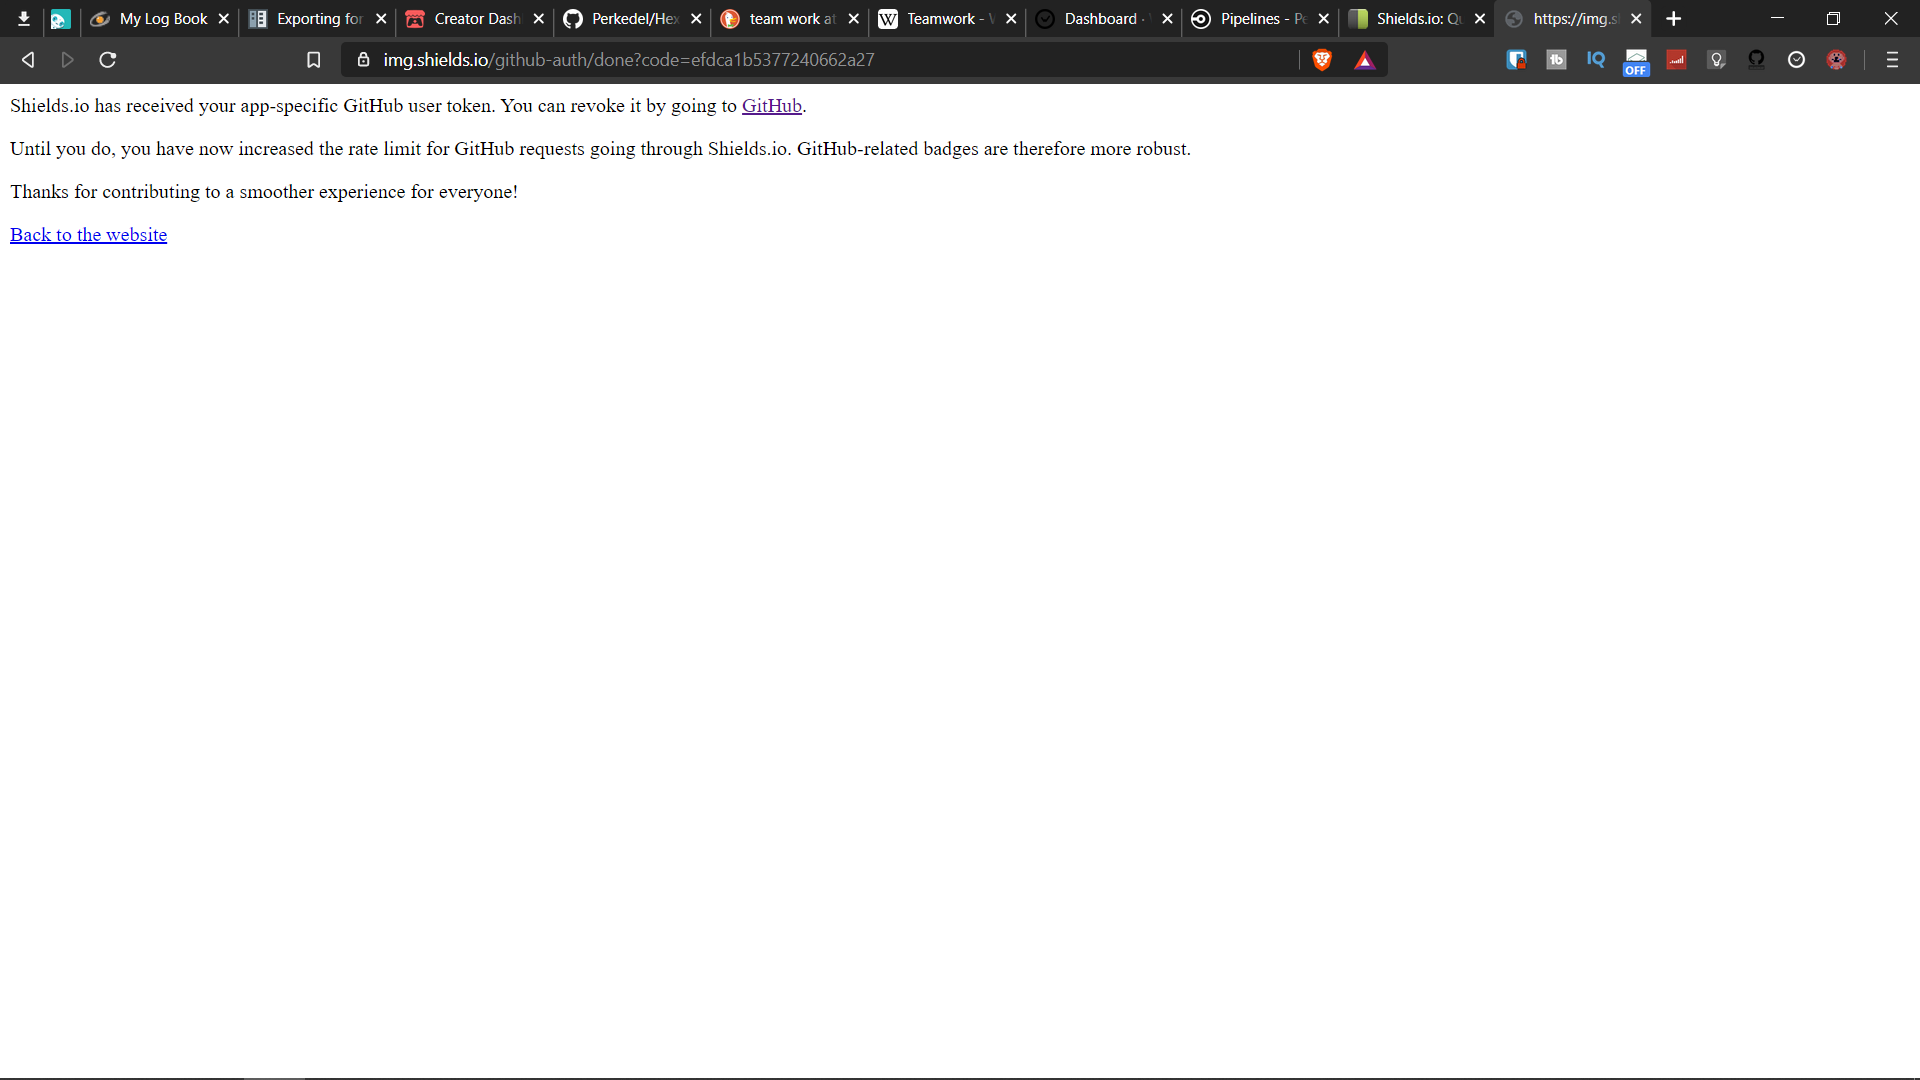 My Log Book
Exporting for
Creator Dash
Perkedel/Hex
team work at
Teamwork - 
Dashboard · 
Pipelines - Pe
Shields.io: Qu
https://img.s
img.shields.io/github-auth/done?code=efdca1b5377240662a27
tb
IQ
OFF
Shields.io has received your app-specific GitHub user token. You can revoke it by going to GitHub.
Until you do, you have now increased the rate limit for GitHub requests going through Shields.io. GitHub-related badges are therefore more robust.
Thanks for contributing to a smoother experience for everyone!
Back to the website